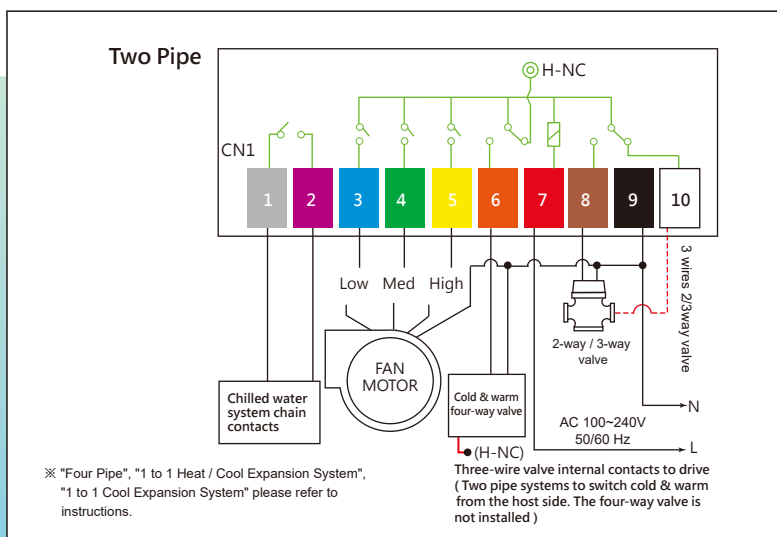 Two Pipe
H-NC
CN1
1 2 3 4 5 6 7 8 9 10
Low Med High
3 wires 2/3way valve
2-way / 3-way
valve
FAN
MOTOR
Chilled water
system chain
contacts
Cold & warm
four-way valve
AC 100~240V
50/60 Hz
N
L
(H-NC)
Three-wire valve internal contacts to drive
( Two pipe systems to switch cold & warm
from the host side. The four-way valve is
not installed )
※ "Four Pipe", "1 to 1 Heat / Cool Expansion System",
"1 to 1 Cool Expansion System" please refer to
instructions.